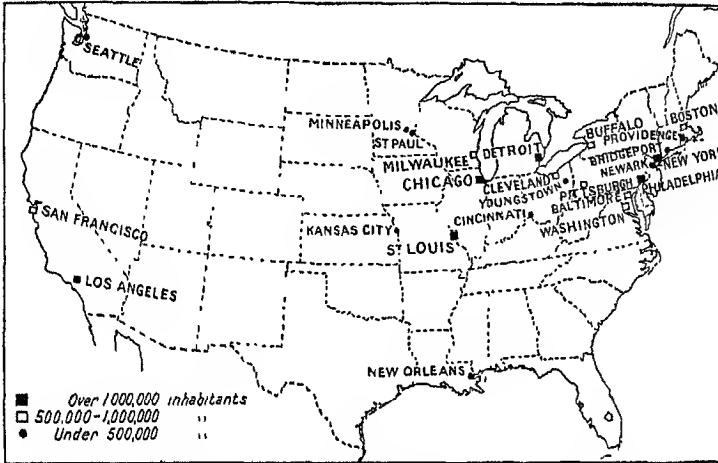 SEATTLE
MINNEAPOLIS
ST PAUL
MILWAUKEE
DETROIT
BUFFALO
BOSTON
PROVIDENCE
BRIDGEPORT
NEWARK
NEW YORK
CHICAGO
CLEVELAND
YOUNGSTOWN
PITTSBURGH
PHILADELPHIA
BALTIMORE
CINCINNATI
WASHINGTON
SAN FRANCISCO
KANSAS CITY
ST LOUIS
LOS ANGELES
NEW ORLEANS
Over 1000,000 inhabitants
500,000-1,000,000 "
Under 500,000 "